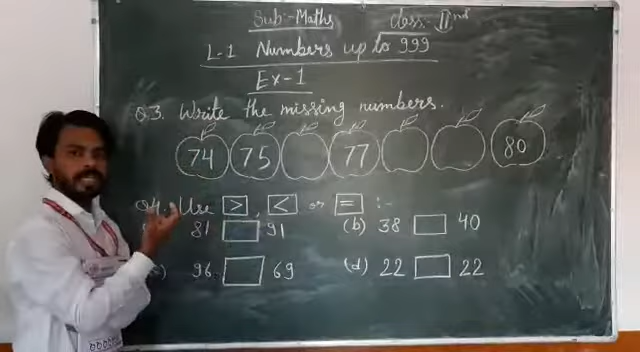 Sub:- Maths
Class:- IInd
L-1 Numbers up to 999
Ex-1
Q3. Write the missing numbers.
74 75 77 80
Q4. Use > , < or = :-
81 91 (b) 38 40
96 69 (d) 22 22